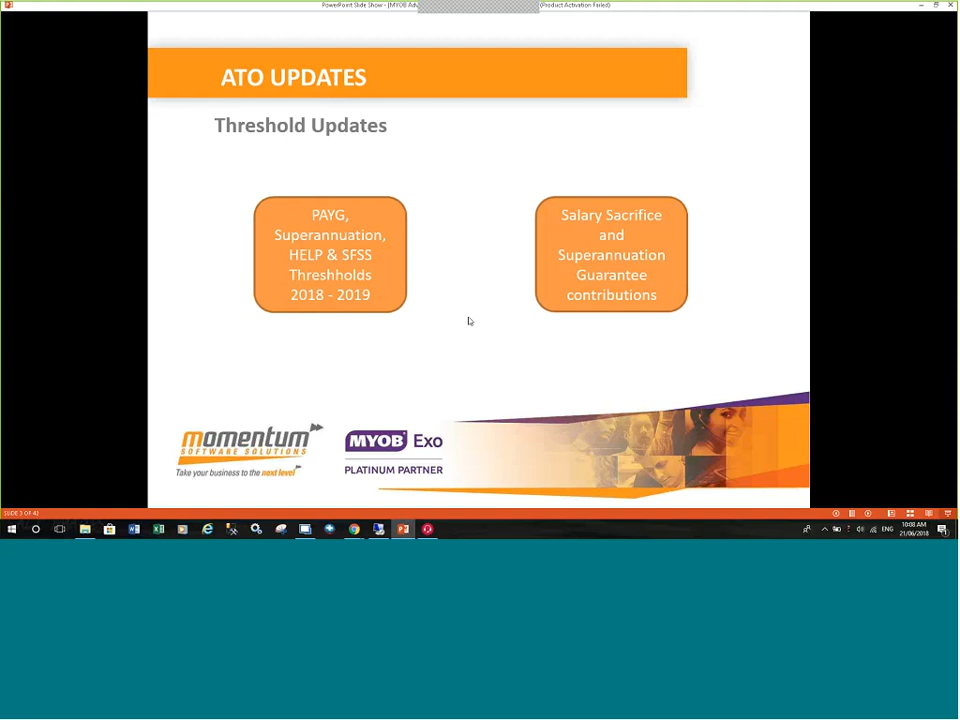 PowerPoint Slide Show - [MYOB Adv
(Product Activation Failed)
ATO UPDATES
Threshold Updates
PAYG,
Superannuation,
HELP & SFSS
Threshholds
2018 - 2019
Salary Sacrifice
and
Superannuation
Guarantee
contributions
momentum
SOFTWARE SOLUTIONS
Take your business to the next level
MYOB Exo
PLATINUM PARTNER
SLIDE 3 OF 42
ENG
10:08 AM
21/06/2018